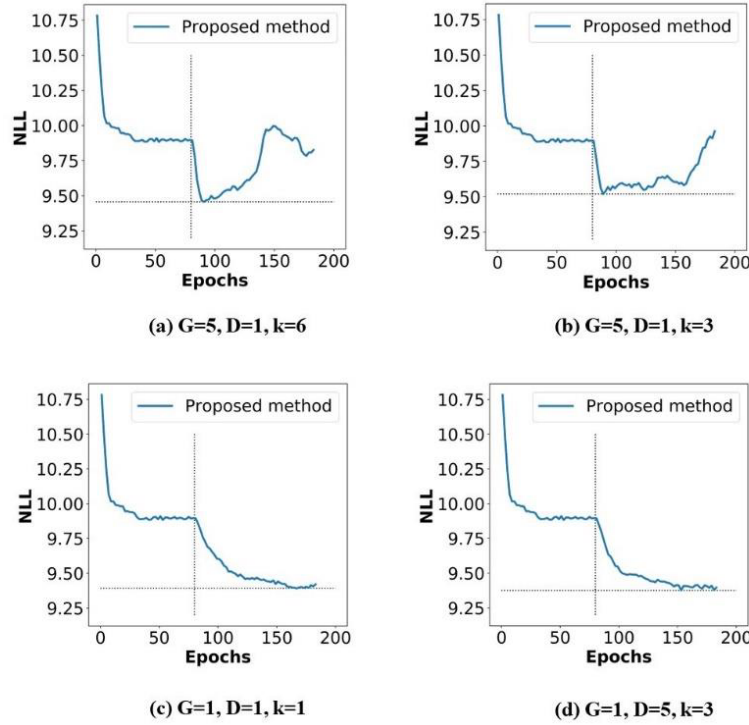 Proposed method
10.75
10.50
10.25
10.00
9.75
9.50
9.25
NLL
0 50 100 150 200
Epochs
(a) G=5, D=1, k=6
Proposed method
10.75
10.50
10.25
10.00
9.75
9.50
9.25
NLL
0 50 100 150 200
Epochs
(b) G=5, D=1, k=3
Proposed method
10.75
10.50
10.25
10.00
9.75
9.50
9.25
NLL
0 50 100 150 200
Epochs
(c) G=1, D=1, k=1
Proposed method
10.75
10.50
10.25
10.00
9.75
9.50
9.25
NLL
0 50 100 150 200
Epochs
(d) G=1, D=5, k=3